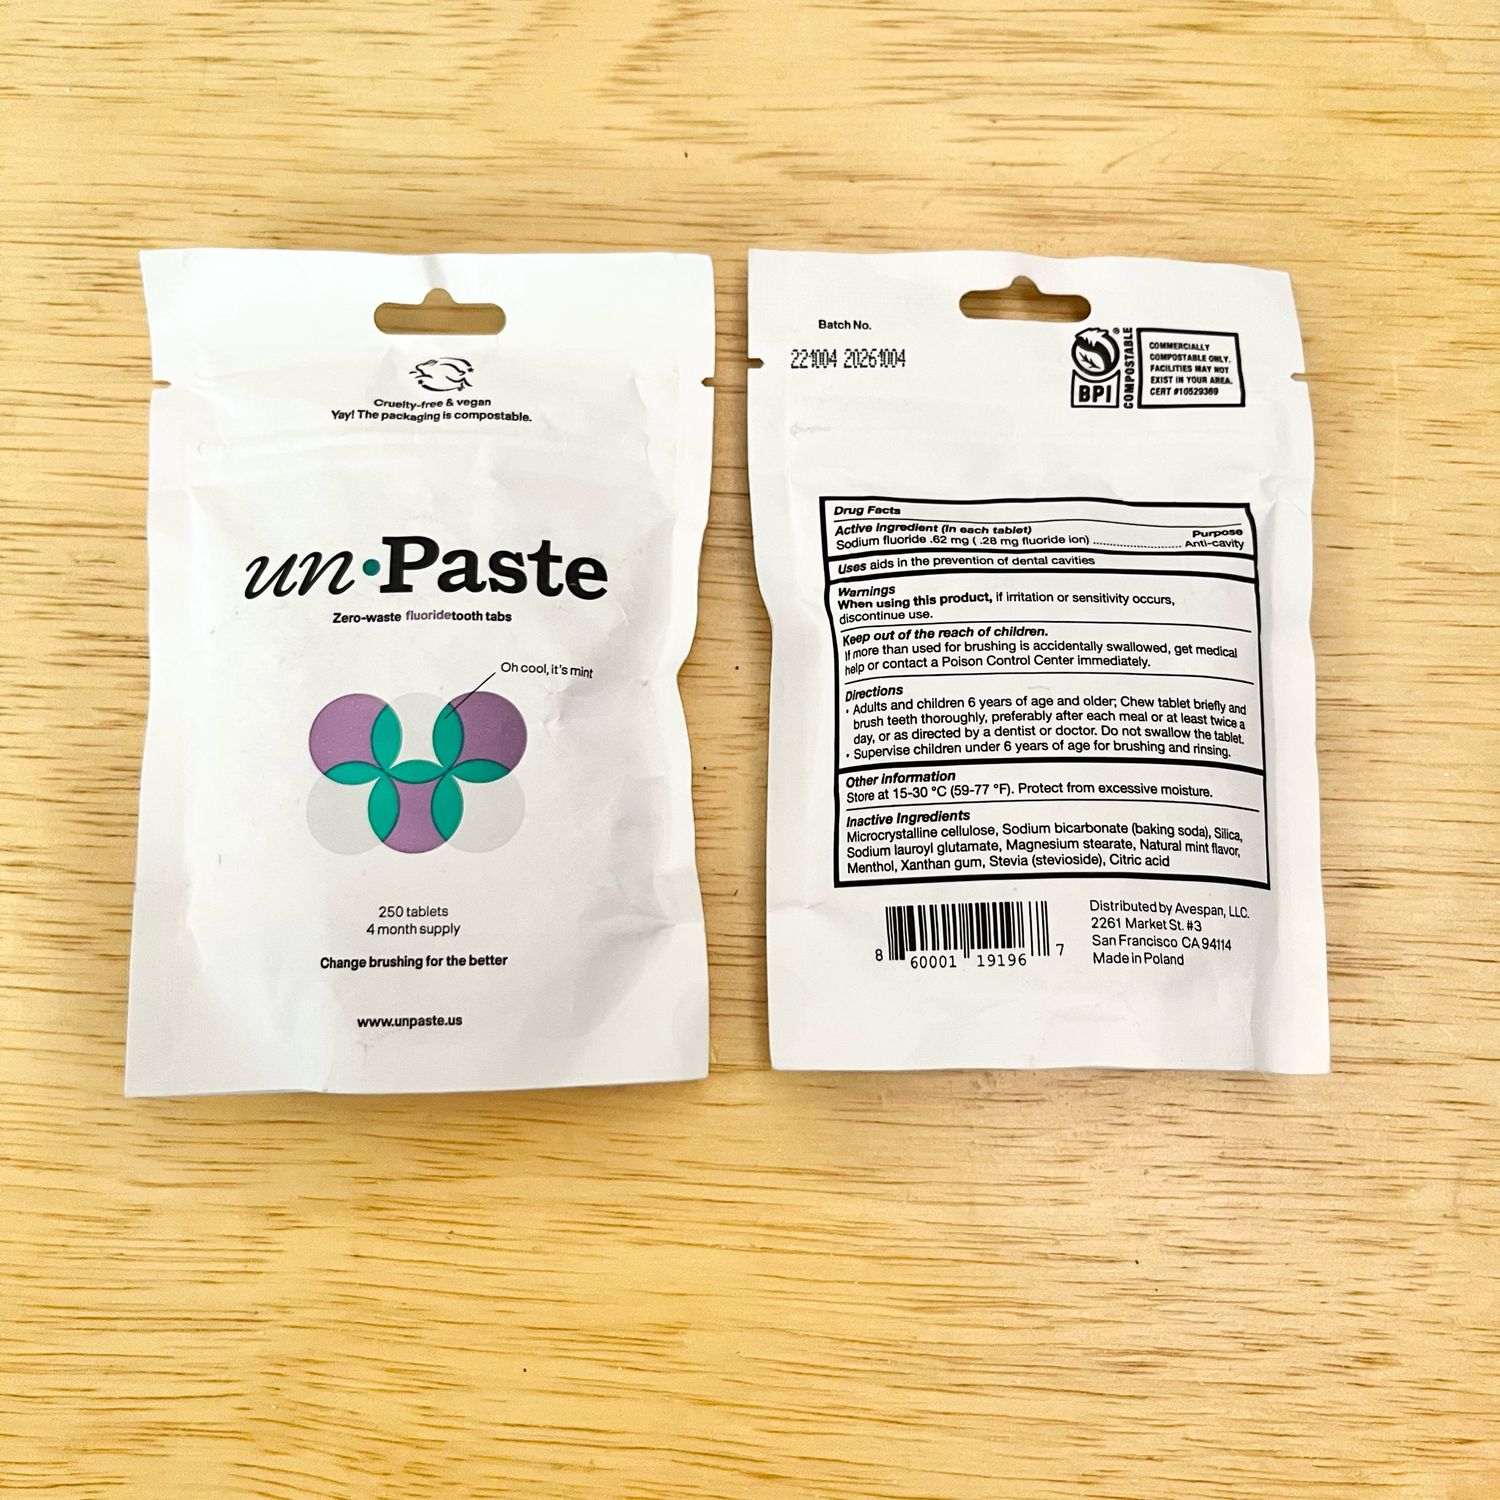 Cruelty-free & vegan
Yay! The packaging is compostable.
un•Paste
Zero-waste fluoridetooth tabs
Oh cool, it's mint
250 tablets
4 month supply
Change brushing for the better
www.unpaste.us
Batch No.
221004 20261004
BPI
®
COMPOSTABLE
COMMERCIALLY
COMPOSTABLE ONLY.
FACILITIES MAY NOT
EXIST IN YOUR AREA.
CERT #10529369
Drug Facts
Active ingredient (In each tablet) Purpose
Sodium fluoride .62 mg ( .28 mg fluoride ion) ........................ Anti-cavity
Uses aids in the prevention of dental cavities
Warnings
When using this product, if irritation or sensitivity occurs,
discontinue use.
Keep out of the reach of children.
If more than used for brushing is accidentally swallowed, get medical
help or contact a Poison Control Center immediately.
Directions
• Adults and children 6 years of age and older; Chew tablet briefly and
brush teeth thoroughly, preferably after each meal or at least twice a
day, or as directed by a dentist or doctor. Do not swallow the tablet.
• Supervise children under 6 years of age for brushing and rinsing.
Other information
Store at 15-30 °C (59-77 °F). Protect from excessive moisture.
Inactive Ingredients
Microcrystalline cellulose, Sodium bicarbonate (baking soda), Silica,
Sodium lauroyl glutamate, Magnesium stearate, Natural mint flavor,
Menthol, Xanthan gum, Stevia (stevioside), Citric acid
8 60001 19196 7
Distributed by Avespan, LLC.
2261 Market St. #3
San Francisco CA 94114
Made in Poland